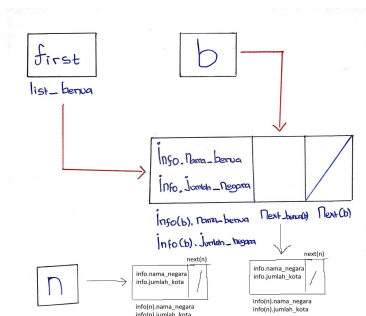 first
b
list_benua
Info.Nama_benua
Info.Jumlah_Negara
Info(b).Nama_benua Next_benua(b) Next(b)
Info(b).Jumlah_negara
next(n)
info.nama_negara
info.jumlah_kota
info(n).nama_negara
info(n).jumlah_kota
next(n)
info.nama_negara
info.jumlah_kota
info(n).nama_negara
info(n).jumlah_kota
n